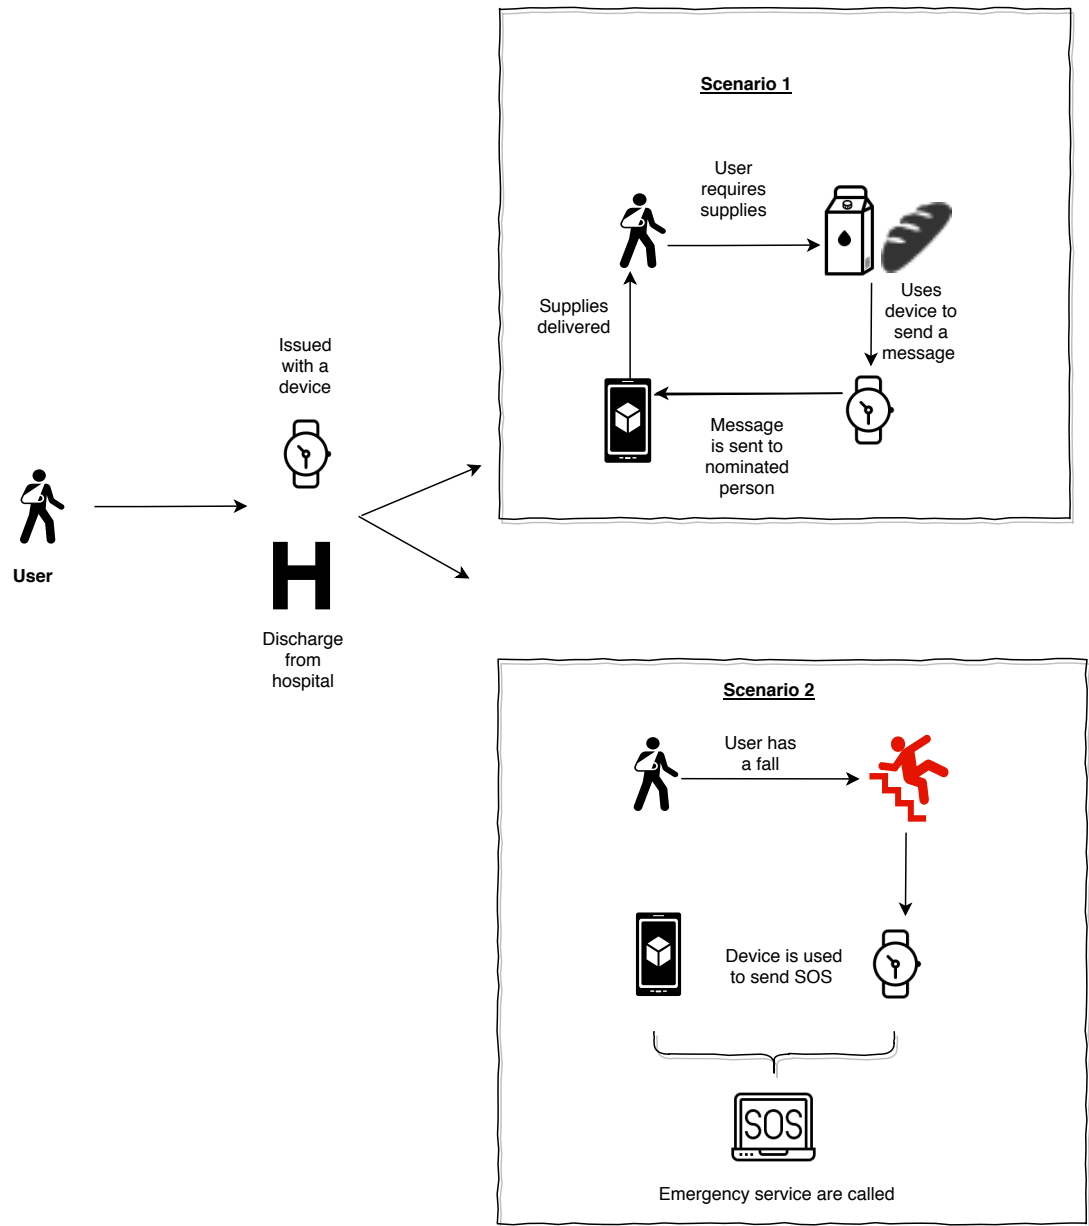 Scenario 1
User
requires
supplies
Supplies
delivered
Uses
device to
send a
message
Message
is sent to
nominated
person
Issued
with a
device
User
H
Discharge
from
hospital
Scenario 2
User has
a fall
Device is used
to send SOS
SOS
Emergency service are called